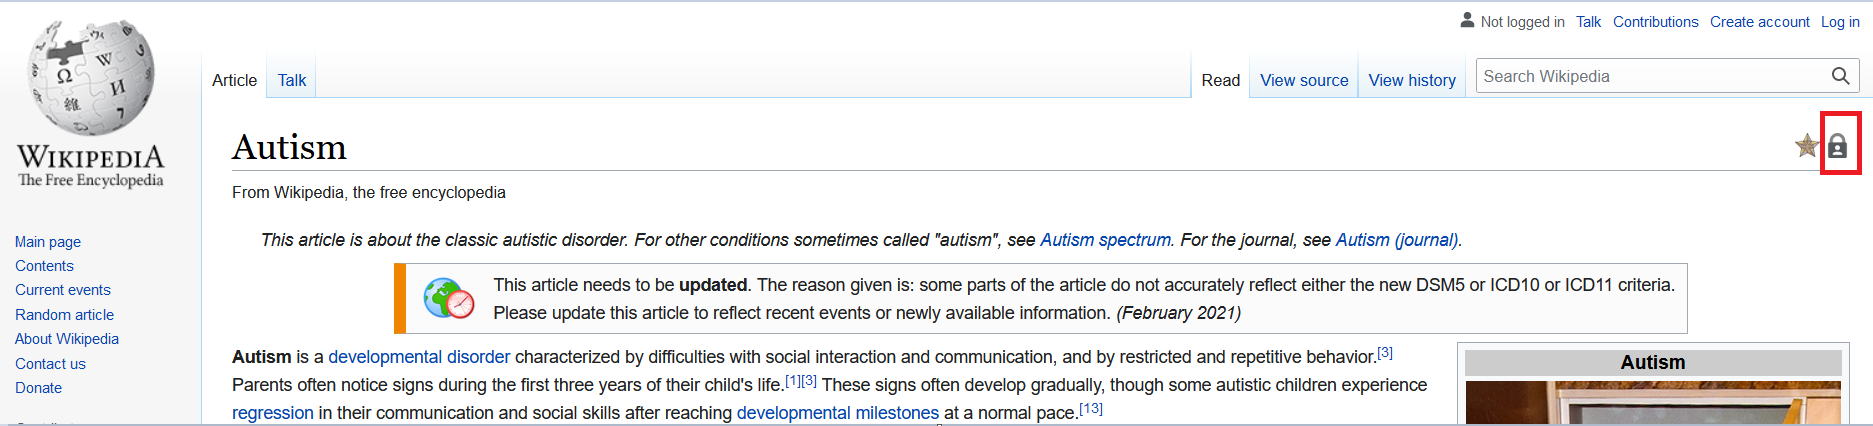 Not logged in Talk Contributions Create account Log in
Article Talk Read View source View history Search Wikipedia
Ω W И 維
WIKIPEDIA
The Free Encyclopedia
Autism
From Wikipedia, the free encyclopedia
This article is about the classic autistic disorder. For other conditions sometimes called "autism", see Autism spectrum. For the journal, see Autism (journal).
This article needs to be updated. The reason given is: some parts of the article do not accurately reflect either the new DSM5 or ICD10 or ICD11 criteria.
Please update this article to reflect recent events or newly available information. (February 2021)
Autism is a developmental disorder characterized by difficulties with social interaction and communication, and by restricted and repetitive behavior.[3]
Parents often notice signs during the first three years of their child's life.[1][3] These signs often develop gradually, though some autistic children experience
regression in their communication and social skills after reaching developmental milestones at a normal pace.[13]
Autism
Main page
Contents
Current events
Random article
About Wikipedia
Contact us
Donate